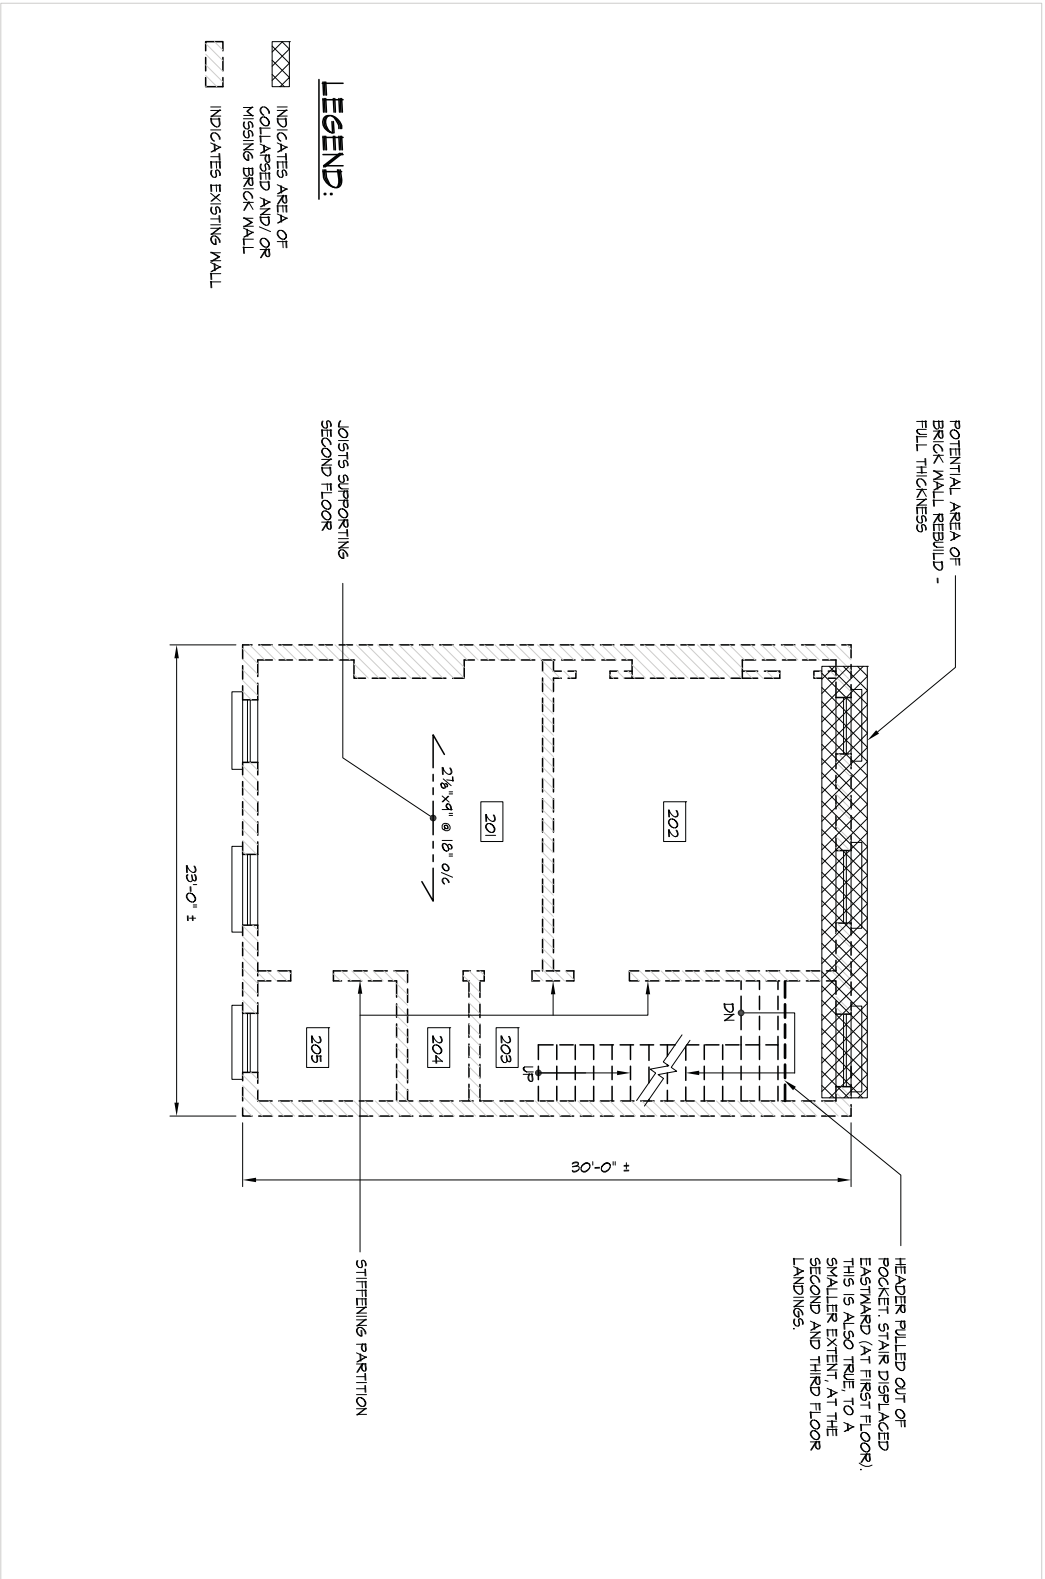 LEGEND:
INDICATES AREA OF
COLLAPSED AND/ OR
MISSING BRICK WALL
INDICATES EXISTING WALL
POTENTIAL AREA OF
BRICK WALL REBUILD -
FULL THICKNESS
JOISTS SUPPORTING
SECOND FLOOR
202
201
2⅞"x9" @ 18" o/c
DN
UP
203
204
205
23'-0" ±
30'-0" ±
HEADER PULLED OUT OF
POCKET. STAIR DISPLACED
EASTWARD (AT FIRST FLOOR).
THIS IS ALSO TRUE, TO A
SMALLER EXTENT, AT THE
SECOND AND THIRD FLOOR
LANDINGS.
STIFFENING PARTITION